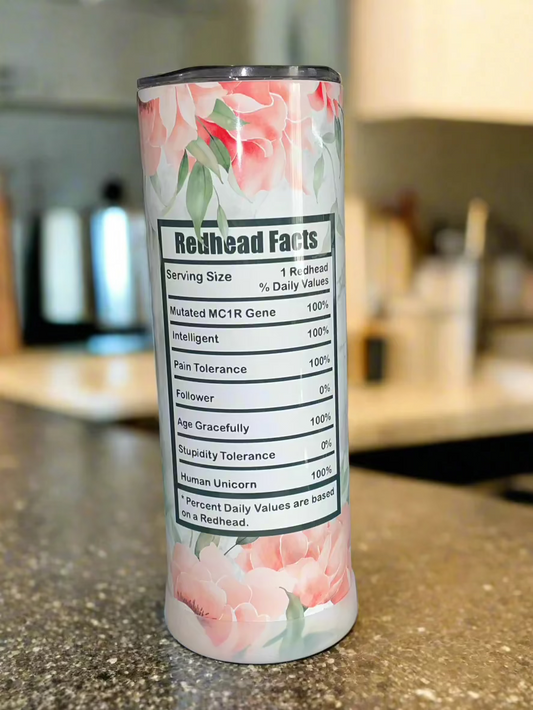 Redhead Facts
Serving Size 1 Redhead
% Daily Values
Mutated MC1R Gene 100%
Intelligent 100%
Pain Tolerance 100%
Follower 0%
Age Gracefully 100%
Stupidity Tolerance 0%
Human Unicorn 100%
* Percent Daily Values are based
on a Redhead.